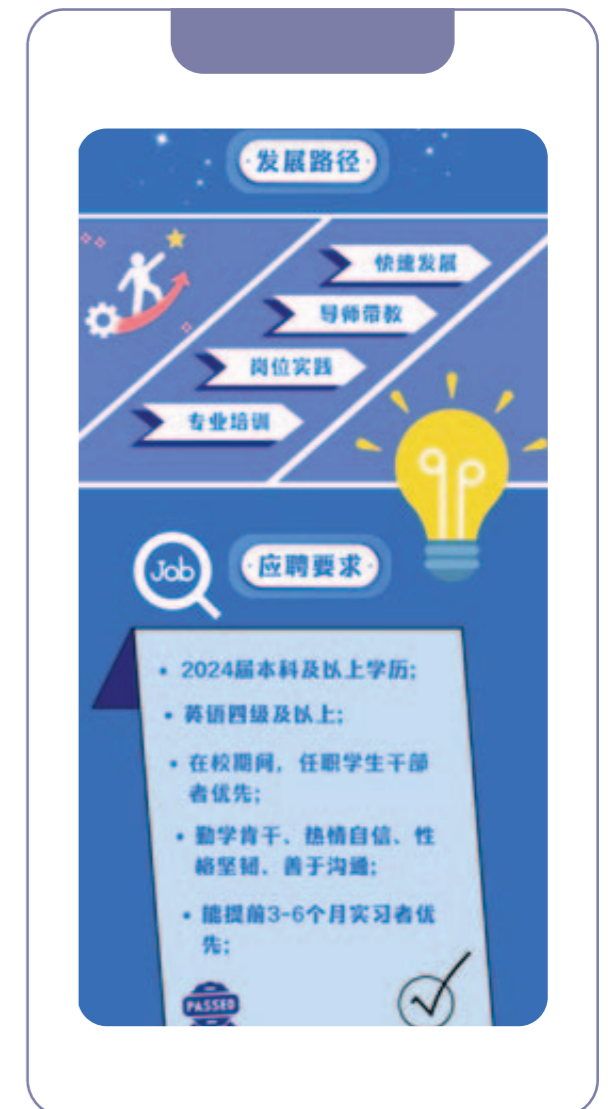 ·发展路径·
快速发展
导师带教
岗位实践
专业培训
Job
·应聘要求·
• 2024届本科及以上学历;
• 英语四级及以上;
• 在校期间，任职学生干部
者优先;
• 勤学肯干、热情自信、性
格坚韧、善于沟通;
• 能提前3-6个月实习者优
先;
PASSED